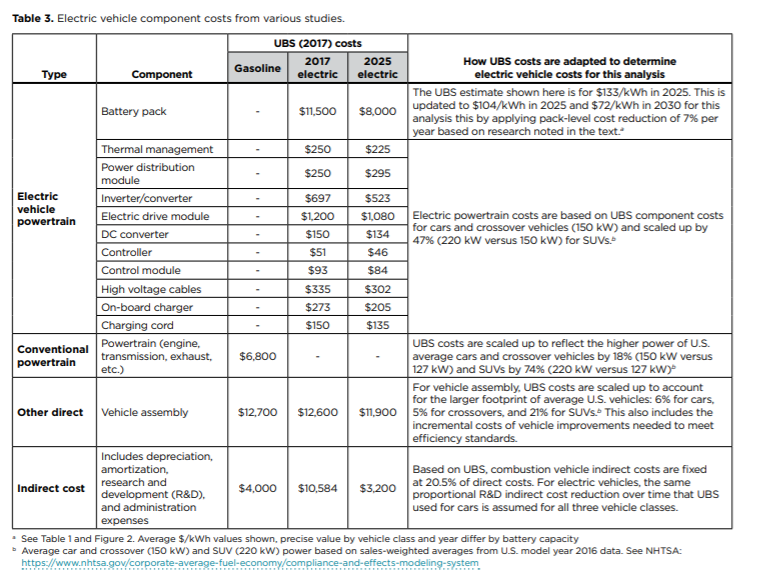 Table 3. Electric vehicle component costs from various studies.
UBS (2017) costs
Type
Component
Gasoline
2017
electric
2025
electric
How UBS costs are adapted to determine
electric vehicle costs for this analysis
Electric
vehicle
powertrain
Battery pack
-
$11,500
$8,000
The UBS estimate shown here is for $133/kWh in 2025. This is
updated to $104/kWh in 2025 and $72/kWh in 2030 for this
analysis this by applying pack-level cost reduction of 7% per
year based on research noted in the text.ᵃ
Thermal management
-
$250
$225
Power distribution
module
-
$250
$295
Inverter/converter
-
$697
$523
Electric drive module
-
$1,200
$1,080
DC converter
-
$150
$134
Controller
-
$51
$46
Control module
-
$93
$84
High voltage cables
-
$335
$302
On-board charger
-
$273
$205
Charging cord
-
$150
$135
Electric powertrain costs are based on UBS component costs
for cars and crossover vehicles (150 kW) and scaled up by
47% (220 kW versus 150 kW) for SUVs.ᵇ
Conventional
powertrain
Powertrain (engine,
transmission, exhaust,
etc.)
$6,800
-
-
UBS costs are scaled up to reflect the higher power of U.S.
average cars and crossover vehicles by 18% (150 kW versus
127 kW) and SUVs by 74% (220 kW versus 127 kW)ᵇ
Other direct
Vehicle assembly
$12,700
$12,600
$11,900
For vehicle assembly, UBS costs are scaled up to account
for the larger footprint of average U.S. vehicles: 6% for cars,
5% for crossovers, and 21% for SUVs.ᵇ This also includes the
incremental costs of vehicle improvements needed to meet
efficiency standards.
Indirect cost
Includes depreciation,
amortization,
research and
development (R&D),
and administration
expenses
$4,000
$10,584
$3,200
Based on UBS, combustion vehicle indirect costs are fixed
at 20.5% of direct costs. For electric vehicles, the same
proportional R&D indirect cost reduction over time that UBS
used for cars is assumed for all three vehicle classes.
ᵃ See Table 1 and Figure 2. Average $/kWh values shown, precise value by vehicle class and year differ by battery capacity
ᵇ Average car and crossover (150 kW) and SUV (220 kW) power based on sales-weighted averages from U.S. model year 2016 data. See NHTSA:
https://www.nhtsa.gov/corporate-average-fuel-economy/compliance-and-effects-modeling-system